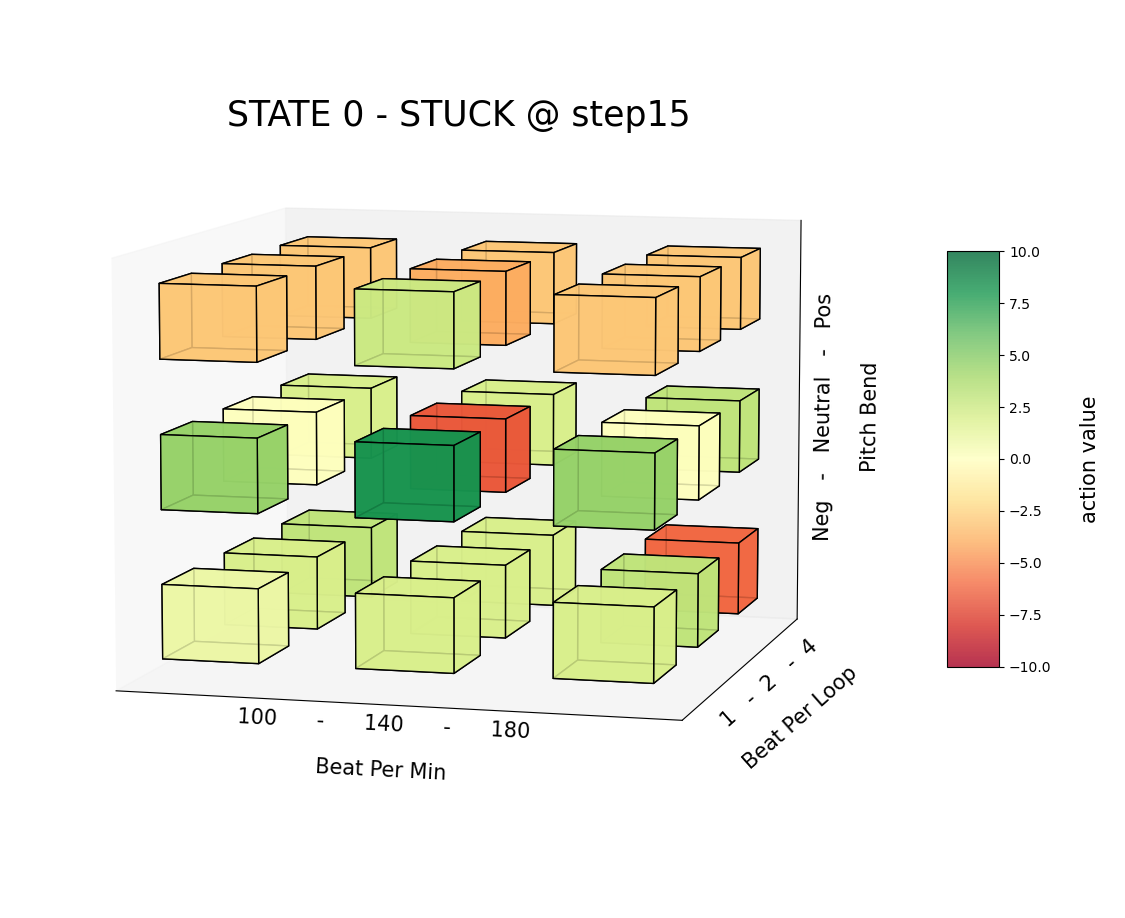 STATE 0 - STUCK @ step15
Neg - Neutral - Pos
Pitch Bend
100 - 140 - 180
Beat Per Min
1 - 2 - 4
Beat Per Loop
10.0
7.5
5.0
2.5
0.0
−2.5
−5.0
−7.5
−10.0
action value